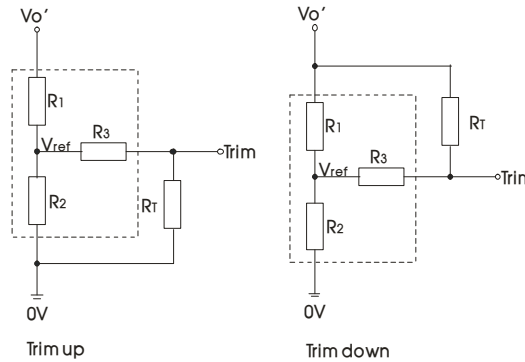 Vo’
R1
Vref
R3
Trim
R2
RT
0V
Trim up
Vo’
R1
RT
Vref
R3
Trim
R2
0V
Trim down